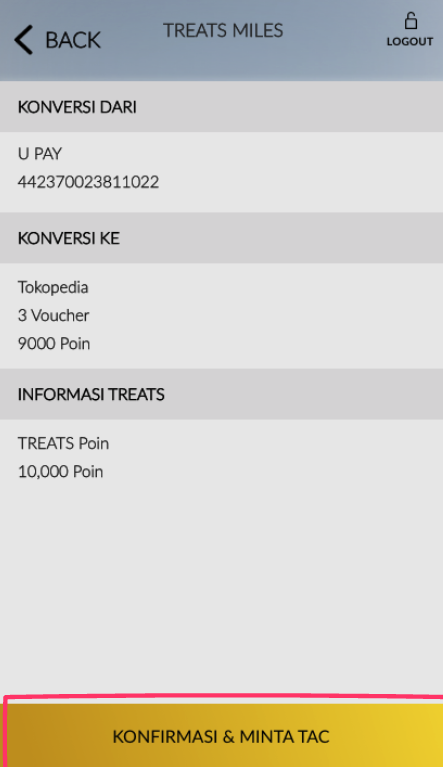 BACK
TREATS MILES
LOGOUT
KONVERSI DARI
U PAY
442370023811022
KONVERSI KE
Tokopedia
3 Voucher
9000 Poin
INFORMASI TREATS
TREATS Poin
10,000 Poin
KONFIRMASI & MINTA TAC